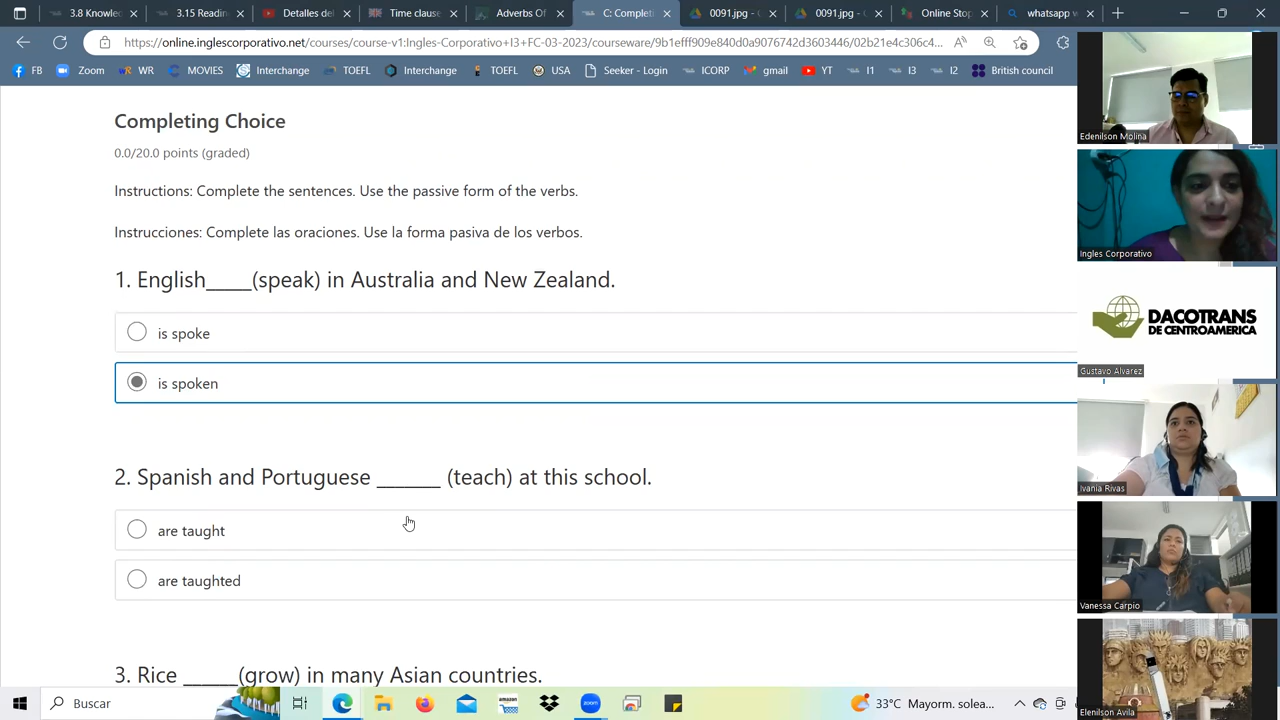 3.8 Knowled
3.15 Readin
Detalles del
Time clause
Adverbs Of
C: Completi
0091.jpg - G
0091.jpg - G
Online Stop
whatsapp w
https://online.inglescorporativo.net/courses/course-v1:Ingles-Corporativo+I3+FC-03-2023/courseware/9b1efff909e840d0a9076742d3603446/02b21e4c306c4...
FB Zoom WR MOVIES Interchange TOEFL Interchange TOEFL USA Seeker - Login ICORP gmail YT I1 I3 I2 British council
Completing Choice
0.0/20.0 points (graded)
Instructions: Complete the sentences. Use the passive form of the verbs.
Instrucciones: Complete las oraciones. Use la forma pasiva de los verbos.
1. English_____(speak) in Australia and New Zealand.
is spoke
is spoken
2. Spanish and Portuguese _______ (teach) at this school.
are taught
are taughted
3. Rice ______(grow) in many Asian countries.
Edenilson Molina
Ingles Corporativo
DACOTRANS
DE CENTROAMERICA
Gustavo Alvarez
Ivania Rivas
Vanessa Carpio
Elenilson Avila
Buscar
33°C Mayorm. solea...